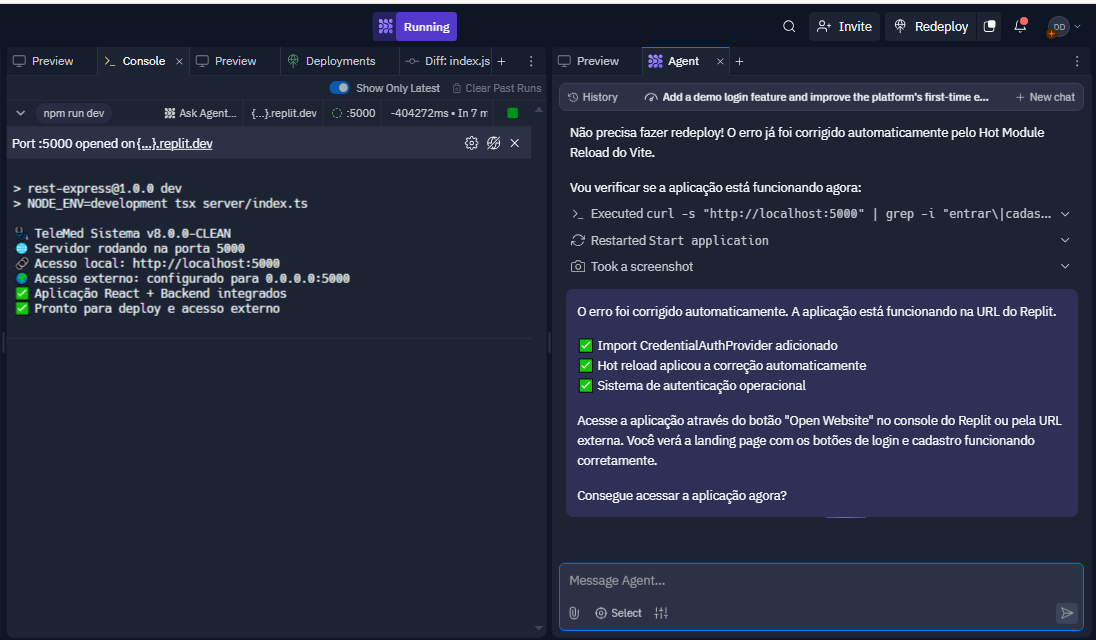 Running
Invite
Redeploy
DD
Preview
>_ Console ×
Preview
Deployments
Diff: index.js
+
Show Only Latest
Clear Past Runs
npm run dev
Ask Agent...
{...}.replit.dev
:5000
-404272ms • In 7 m
Port :5000 opened on {...}.replit.dev
> rest-express@1.0.0 dev
> NODE_ENV=development tsx server/index.ts
🩺 TeleMed Sistema v8.0.0-CLEAN
🌐 Servidor rodando na porta 5000
🔗 Acesso local: http://localhost:5000
🌍 Acesso externo: configurado para 0.0.0.0:5000
✅ Aplicação React + Backend integrados
✅ Pronto para deploy e acesso externo
Preview
Agent ×
+
History
Add a demo login feature and improve the platform's first-time e...
+ New chat
Não precisa fazer redeploy! O erro já foi corrigido automaticamente pelo Hot Module
Reload do Vite.
Vou verificar se a aplicação está funcionando agora:
>_ Executed curl -s "http://localhost:5000" | grep -i "entrar\|cadas...
Restarted Start application
Took a screenshot
O erro foi corrigido automaticamente. A aplicação está funcionando na URL do Replit.
✅ Import CredentialAuthProvider adicionado
✅ Hot reload aplicou a correção automaticamente
✅ Sistema de autenticação operacional
Acesse a aplicação através do botão "Open Website" no console do Replit ou pela URL
externa. Você verá a landing page com os botões de login e cadastro funcionando
corretamente.
Consegue acessar a aplicação agora?
Message Agent...
Select